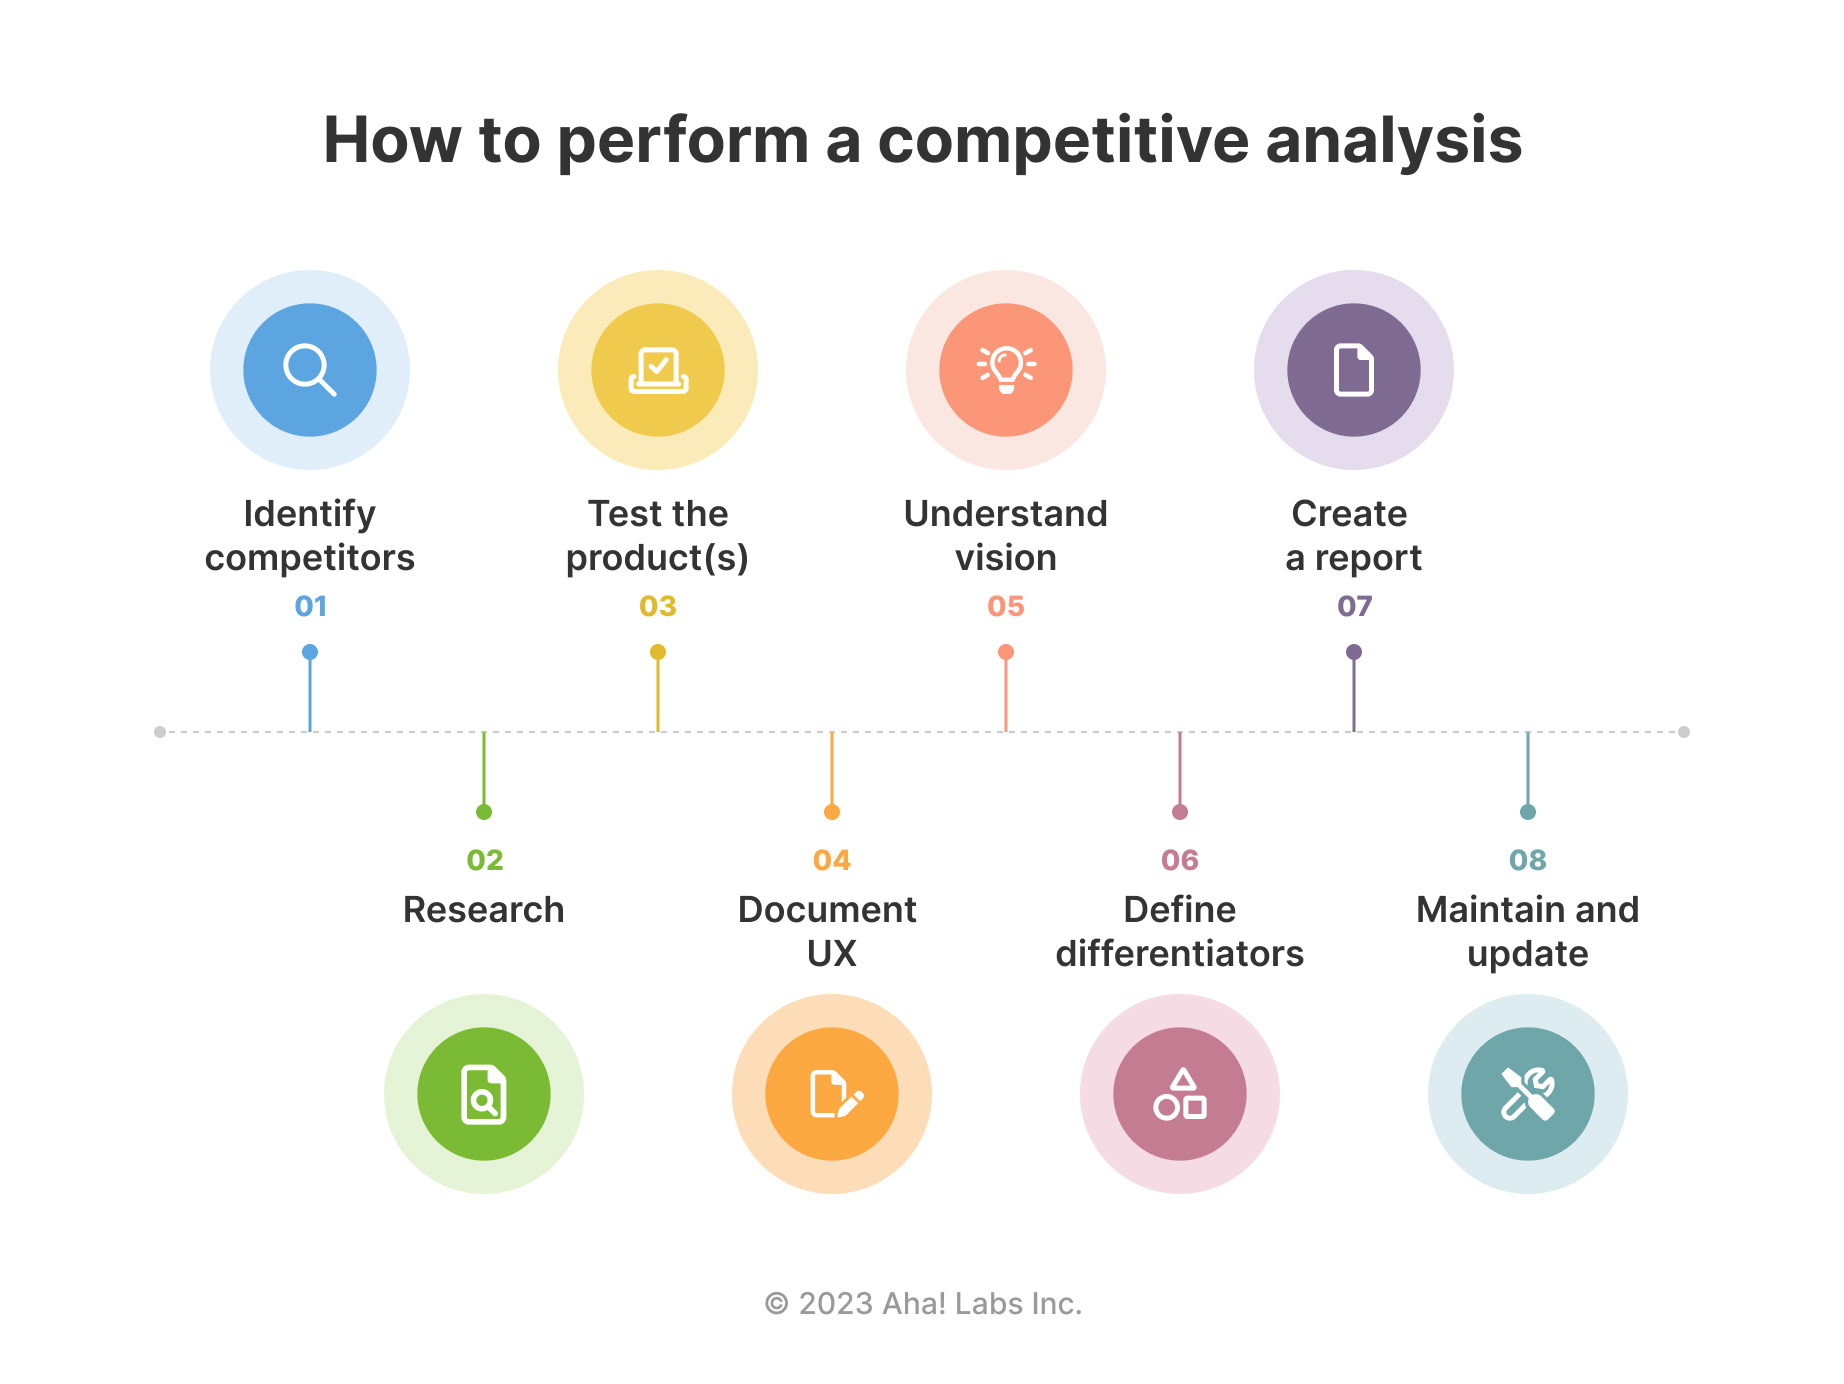 How to perform a competitive analysis
Identify
competitors
01
Test the
product(s)
03
Understand
vision
05
Create
a report
07
02
Research
04
Document
UX
06
Define
differentiators
08
Maintain and
update
© 2023 Aha! Labs Inc.